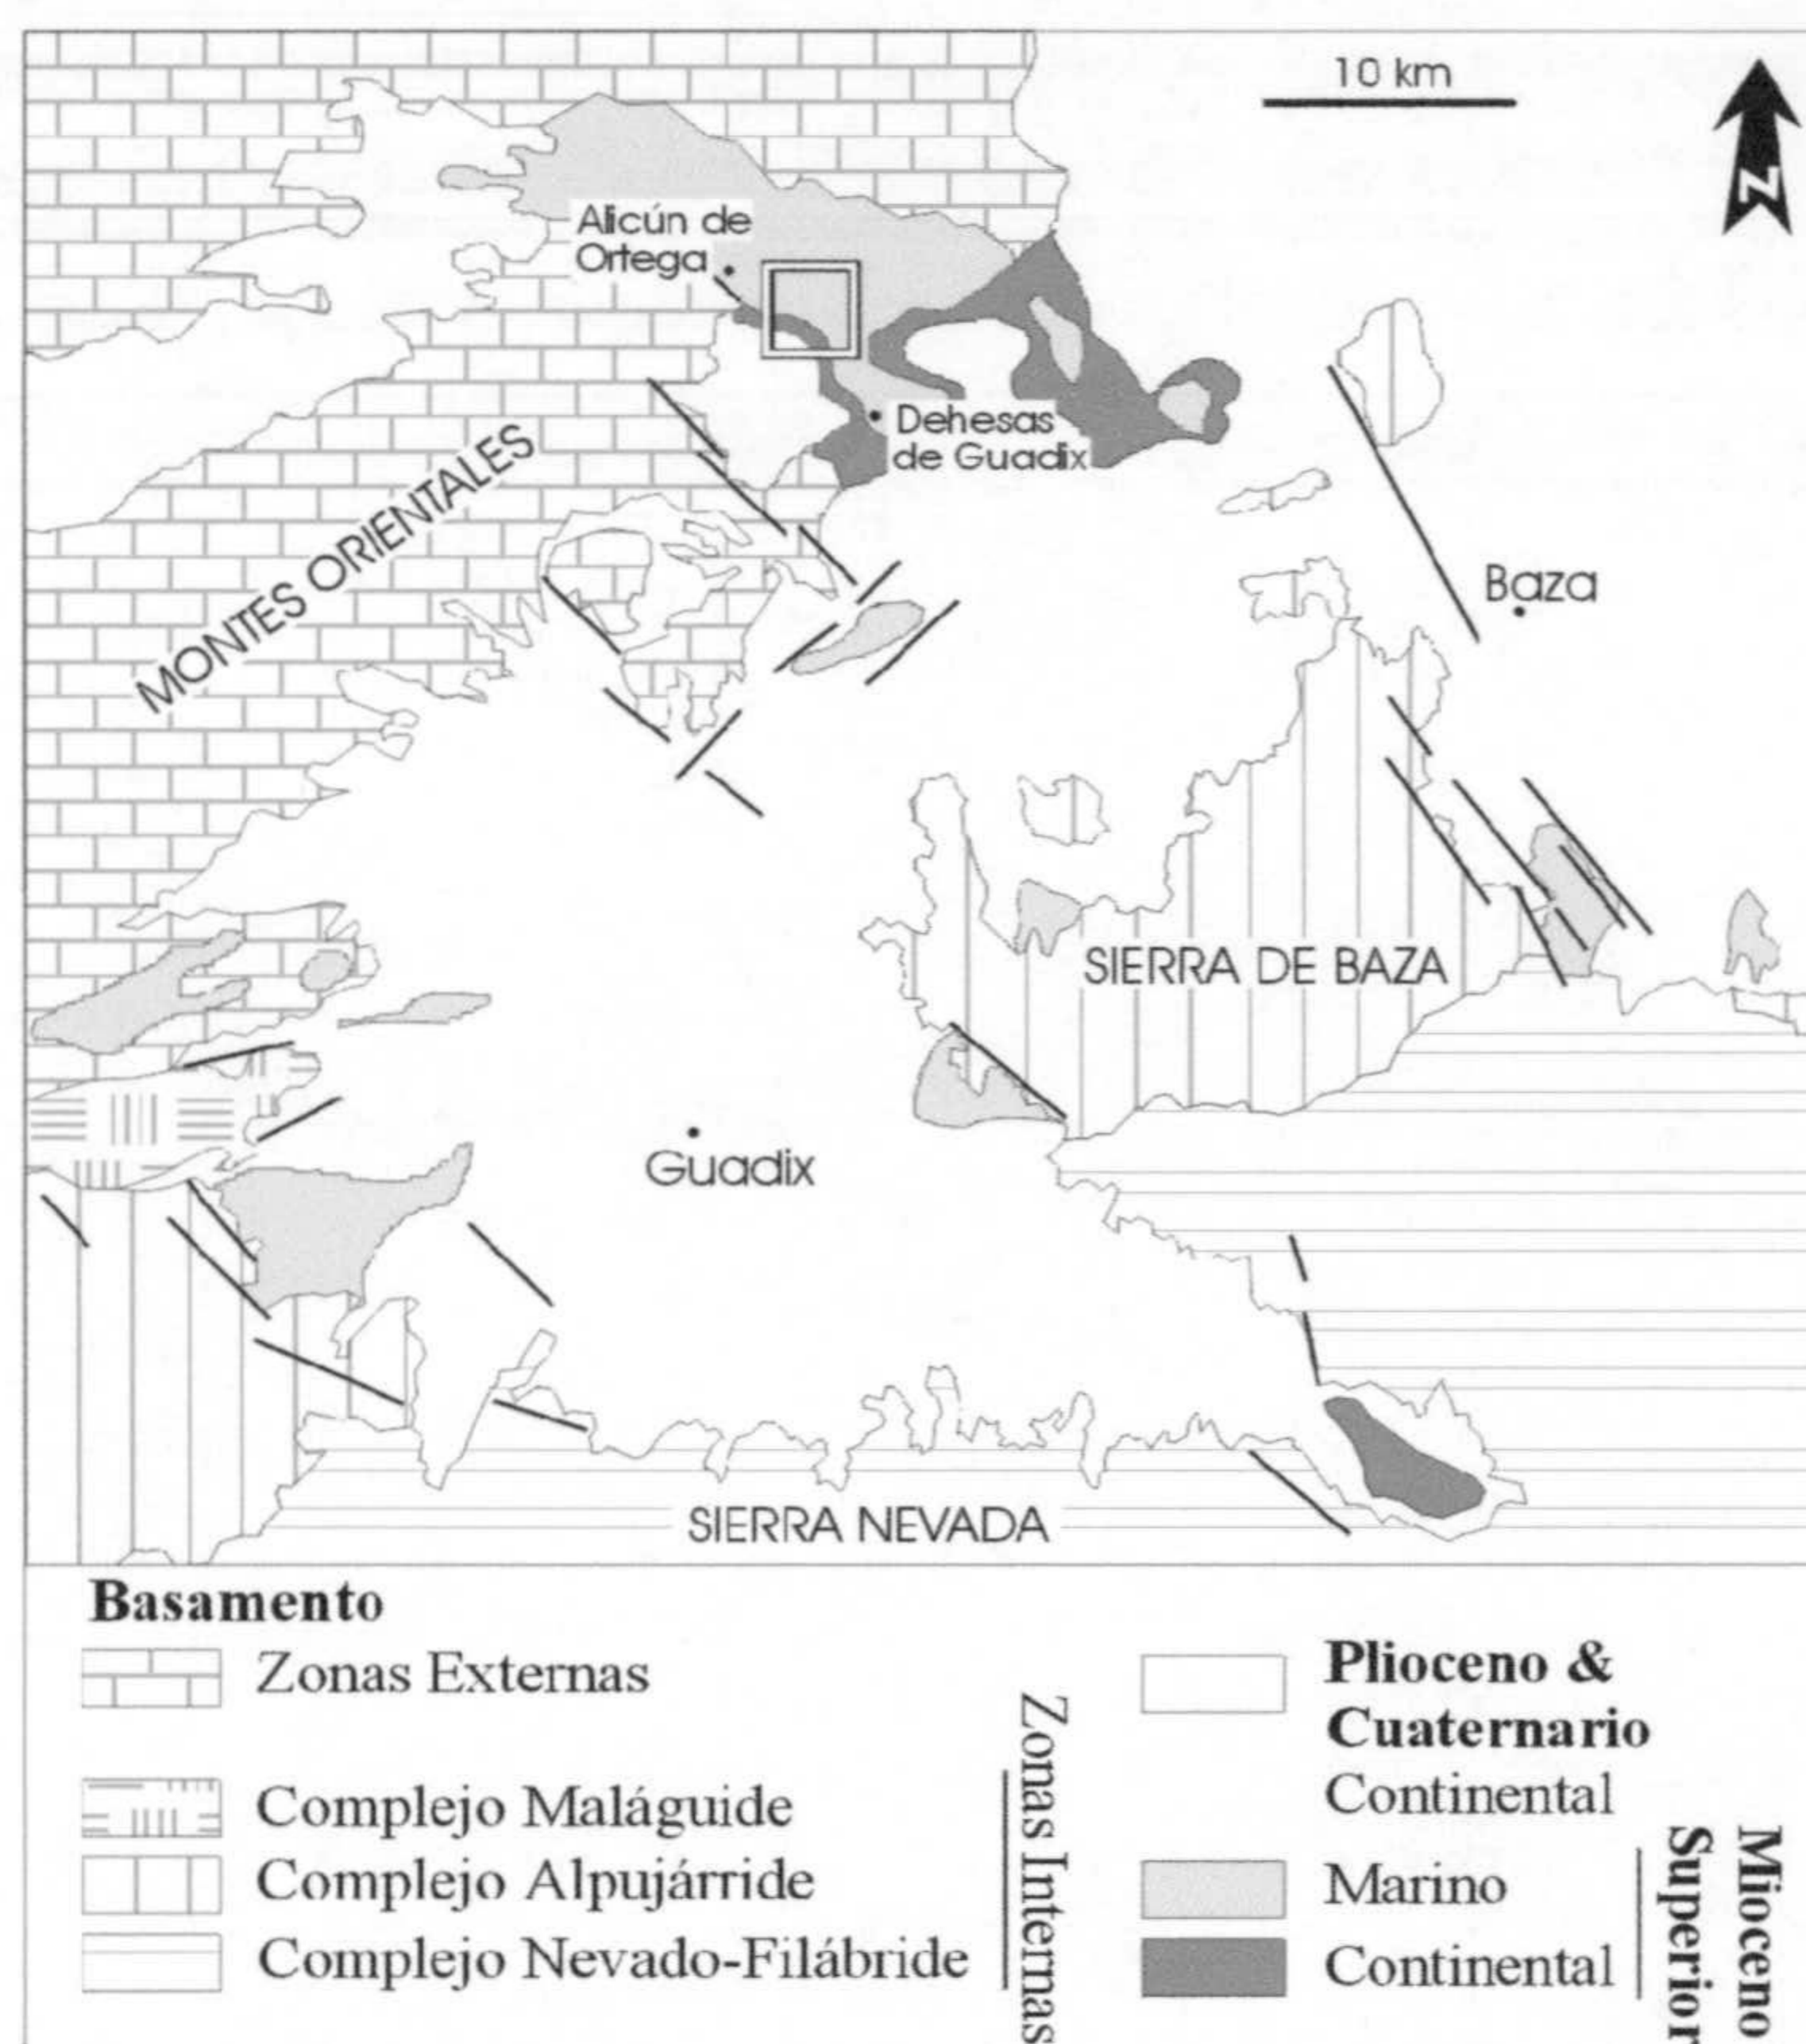 10 km
N
Alicún de
Ortega
Dehesas
de Guadix
MONTES ORIENTALES
Baza
SIERRA DE BAZA
Guadix
SIERRA NEVADA
Basamento
Zonas Externas
Complejo Maláguide
Complejo Alpujárride
Complejo Nevado-Filábride
Zonas Internas
Plioceno &
Cuaternario
Continental
Marino
Continental
Mioceno
Superior